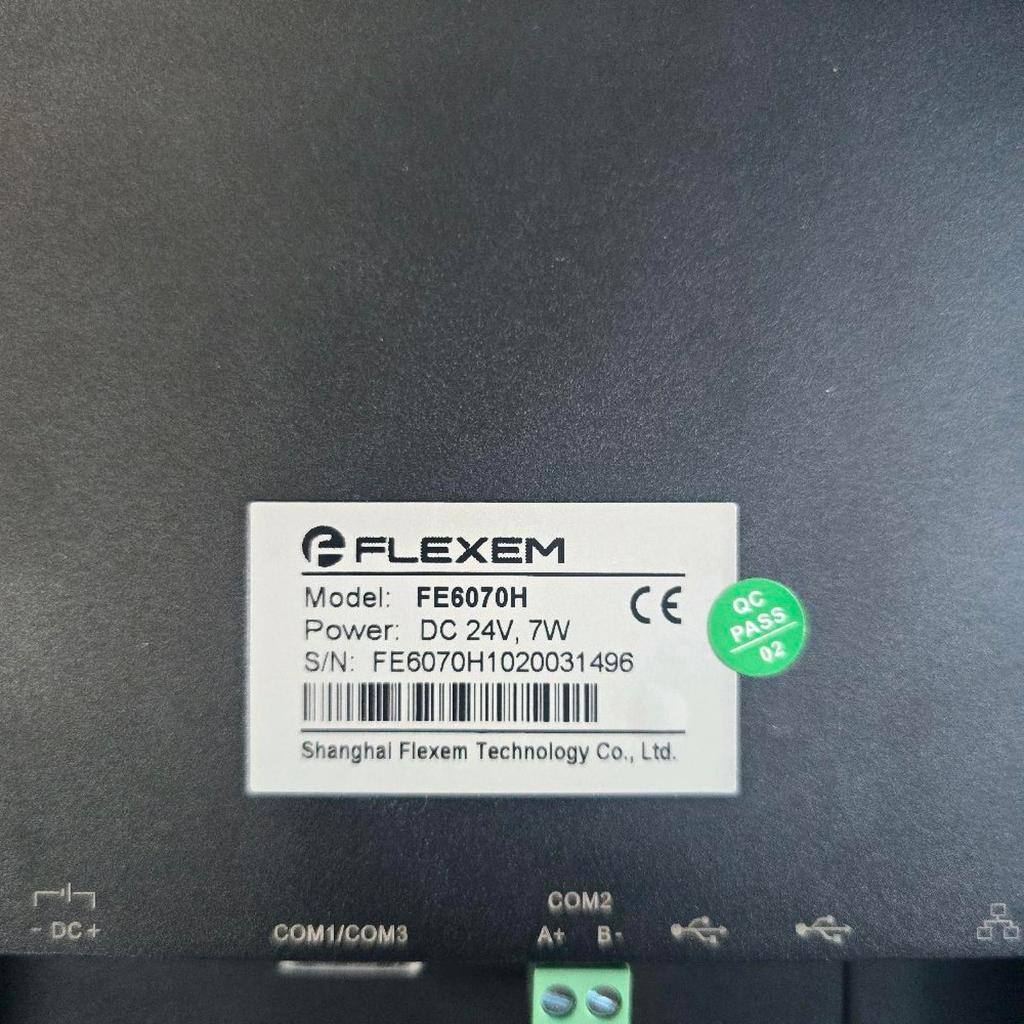 FLEXEM
Model: FE6070H
Power: DC 24V, 7W
S/N: FE6070H1020031496
Shanghai Flexem Technology Co., Ltd.
CE
QC
PASS
02
- DC +
COM1/COM3
COM2
A+ B-